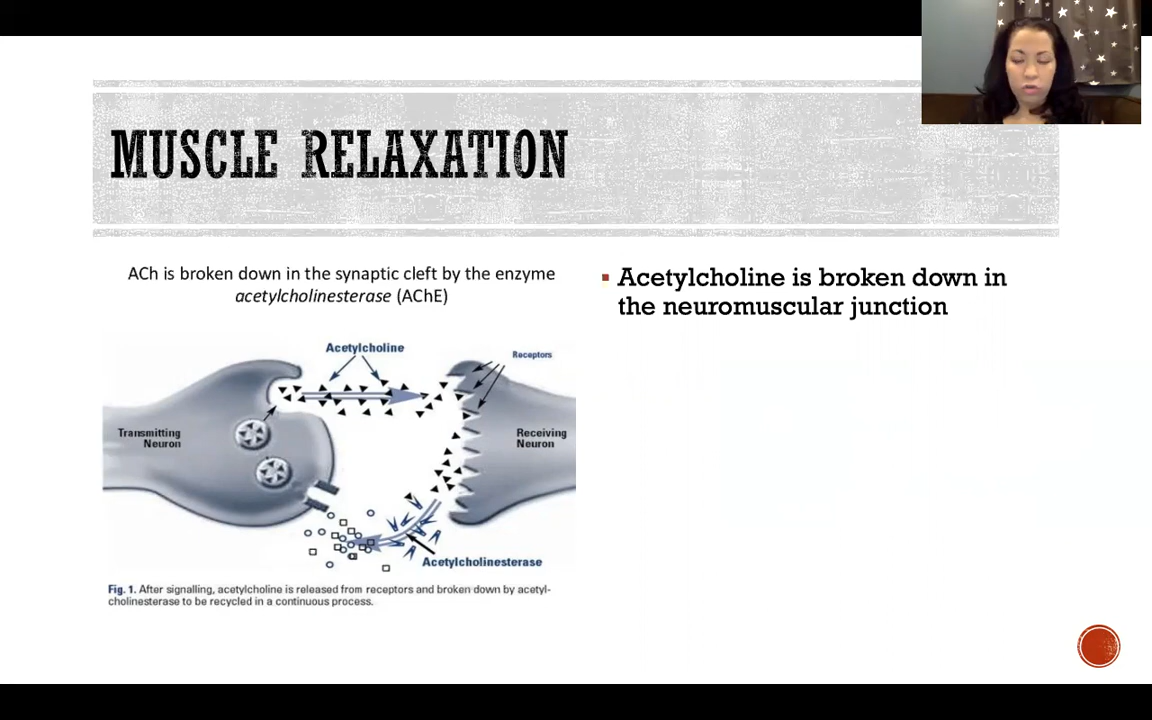 MUSCLE RELAXATION
ACh is broken down in the synaptic cleft by the enzyme
acetylcholinesterase (AChE)
Acetylcholine
Receptors
Transmitting
Neuron
Receiving
Neuron
Acetylcholinesterase
Fig. 1. After signalling, acetylcholine is released from receptors and broken down by acetyl-
cholinesterase to be recycled in a continuous process.
▪ Acetylcholine is broken down in
the neuromuscular junction